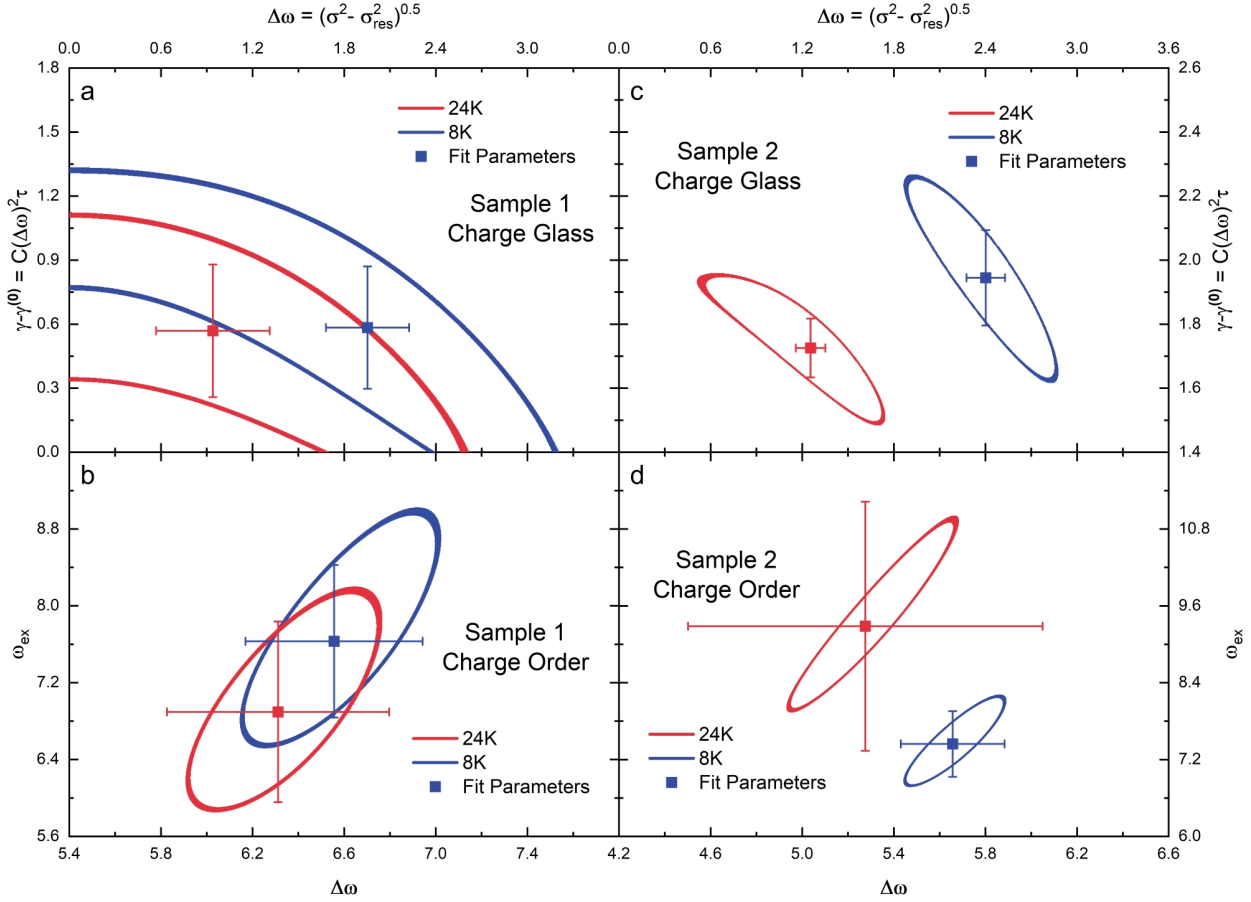 Δω = (σ²- σ²res)^0.5
Δω = (σ²- σ²res)^0.5
0.0 0.6 1.2 1.8 2.4 3.0
0.6 1.2 1.8 2.4 3.0 3.6
a
24K
8K
Fit Parameters
Sample 1
Charge Glass
1.8
1.5
1.2
0.9
0.6
0.3
0.0
γ-γ⁽⁰⁾ = C(Δω)²τ
c
24K
8K
Fit Parameters
Sample 2
Charge Glass
2.6
2.4
2.2
2.0
1.8
1.6
1.4
γ-γ⁽⁰⁾ = C(Δω)²τ
b
Sample 1
Charge Order
24K
8K
Fit Parameters
8.8
8.0
7.2
6.4
5.6
ωex
5.4 5.8 6.2 6.6 7.0 7.4
Δω
d
Sample 2
Charge Order
24K
8K
Fit Parameters
10.8
9.6
8.4
7.2
6.0
ωex
4.2 4.6 5.0 5.4 5.8 6.2 6.6
Δω